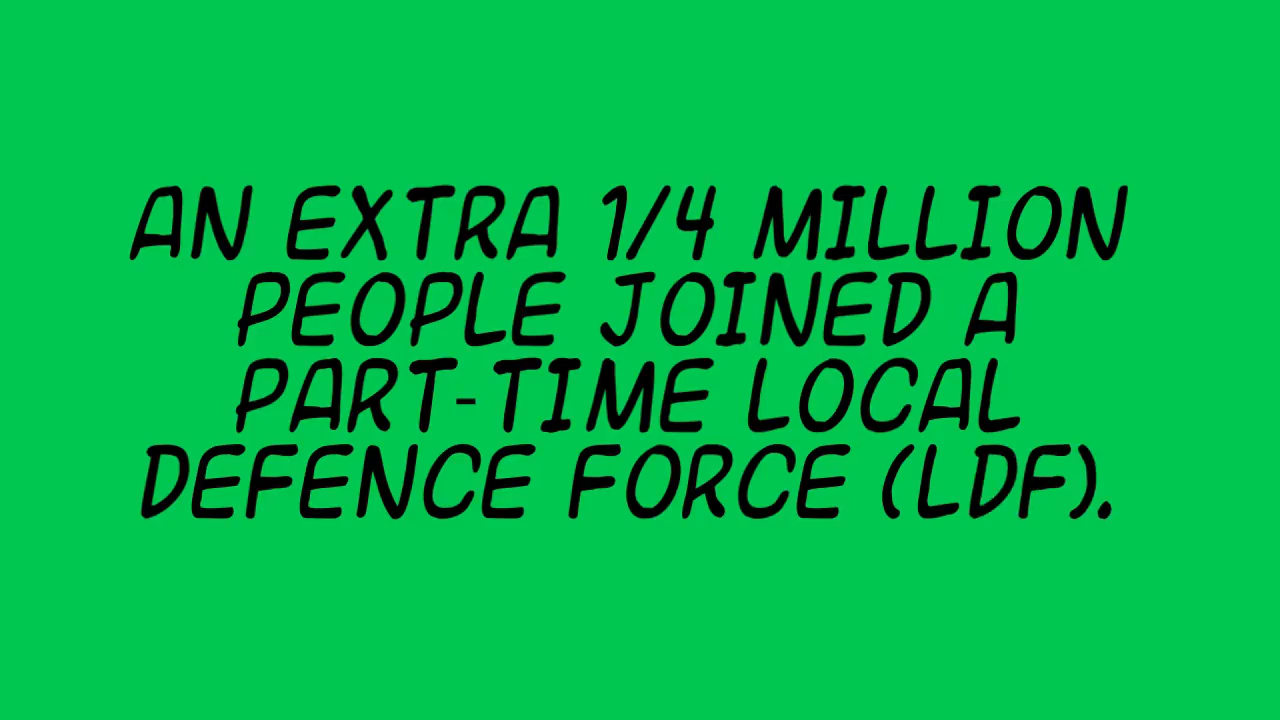 AN EXTRA 1/4 MILLION
PEOPLE JOINED A
PART-TIME LOCAL
DEFENCE FORCE (LDF).